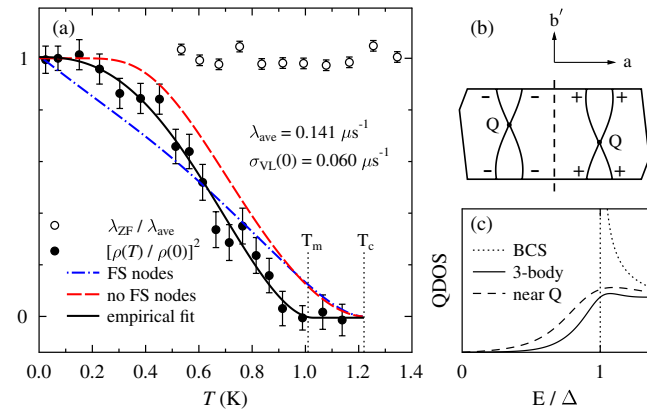 (a)
1
0
λave = 0.141 μs-1
σVL(0) = 0.060 μs-1
λZF / λave
[ρ(T) / ρ(0)]2
FS nodes
no FS nodes
empirical fit
Tm
Tc
0.0 0.2 0.4 0.6 0.8 1.0 1.2 1.4
T (K)
(b)
b′
a
- - + +
Q Q
- - + +
(c)
QDOS
BCS
3-body
near Q
0 1
E / Δ